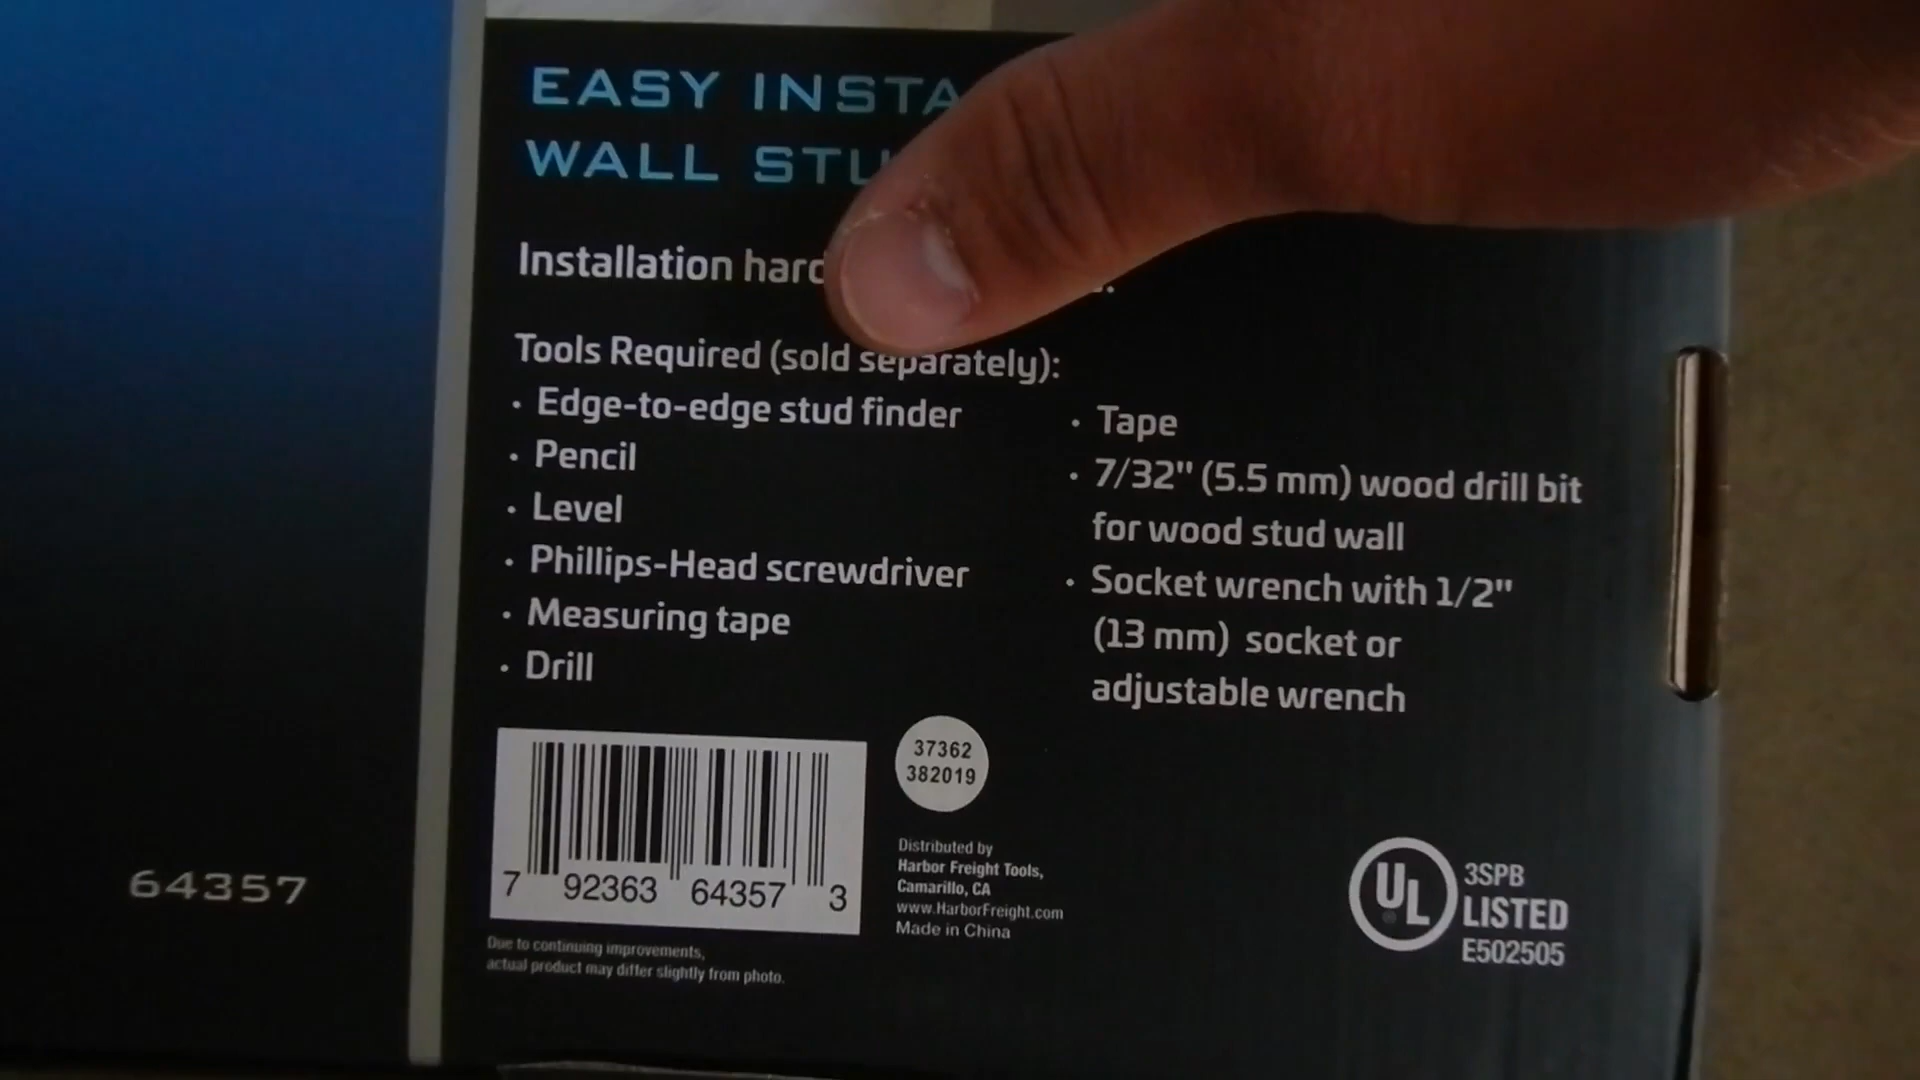 EASY
WALL
Installation
Tools Required (sold separately):
• Edge-to-edge stud finder
• Pencil
• Level
• Phillips-Head screwdriver
• Measuring tape
• Drill
• Tape
• 7/32" (5.5 mm) wood drill bit
for wood stud wall
• Socket wrench with 1/2"
(13 mm) socket or
adjustable wrench
7 92363 64357 3
37362
382019
Distributed by
Harbor Freight Tools,
Camarillo, CA
www.HarborFreight.com
Made in China
Due to continuing improvements,
actual product may differ slightly from photo.
64357
UL
3SPB
LISTED
E502505